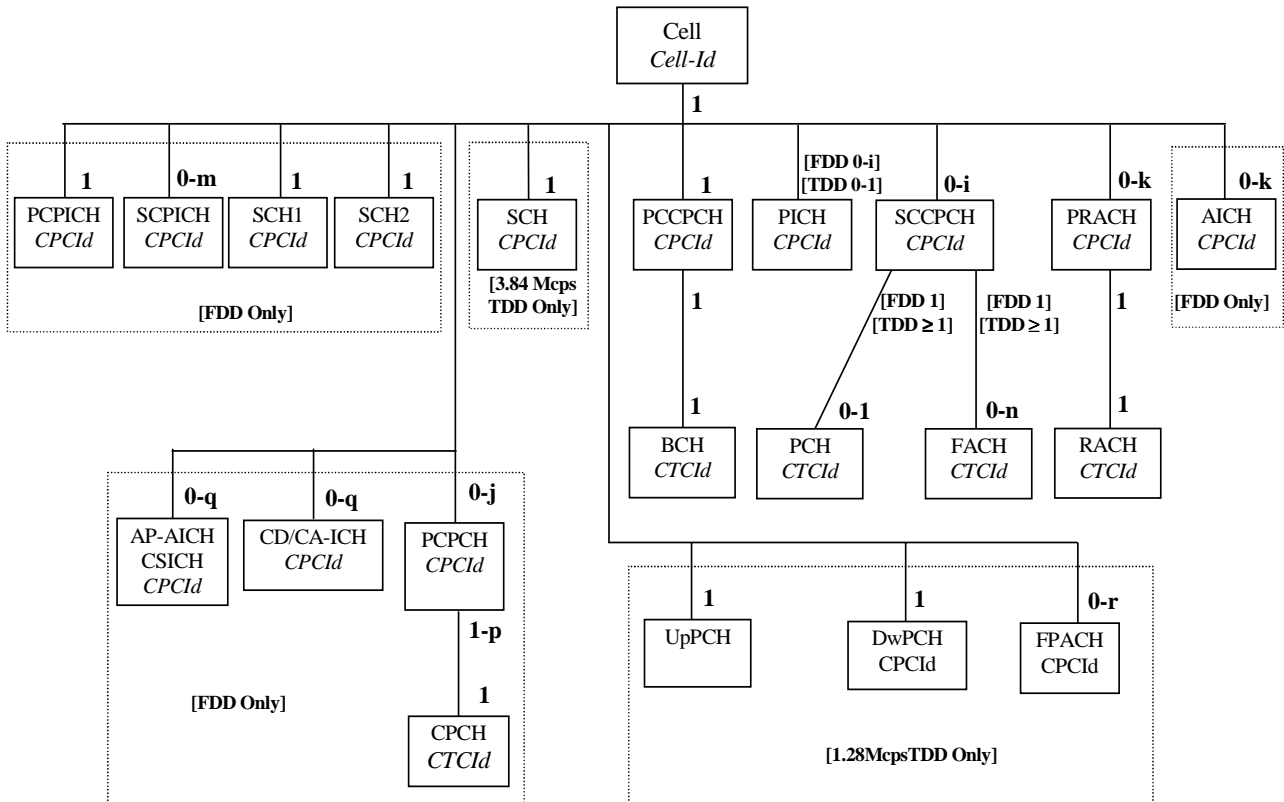 Cell
Cell-Id
1
1
0-m
1
1
1
1
[FDD 0-i]
[TDD 0-1]
0-i
0-k
0-k
PCPICH
CPCId
SCPICH
CPCId
SCH1
CPCId
SCH2
CPCId
SCH
CPCId
PCCPCH
CPCId
PICH
CPCId
SCCPCH
CPCId
PRACH
CPCId
AICH
CPCId
[FDD Only]
[3.84 Mcps
TDD Only]
1
[FDD 1]
[TDD ≥ 1]
[FDD 1]
[TDD ≥ 1]
1
[FDD Only]
1
0-1
0-n
1
BCH
CTCId
PCH
CTCId
FACH
CTCId
RACH
CTCId
0-q
0-q
0-j
AP-AICH
CSICH
CPCId
CD/CA-ICH
CPCId
PCPCH
CPCId
1-p
1
CPCH
CTCId
[FDD Only]
1
1
0-r
UpPCH
DwPCH
CPCId
FPACH
CPCId
[1.28McpsTDD Only]